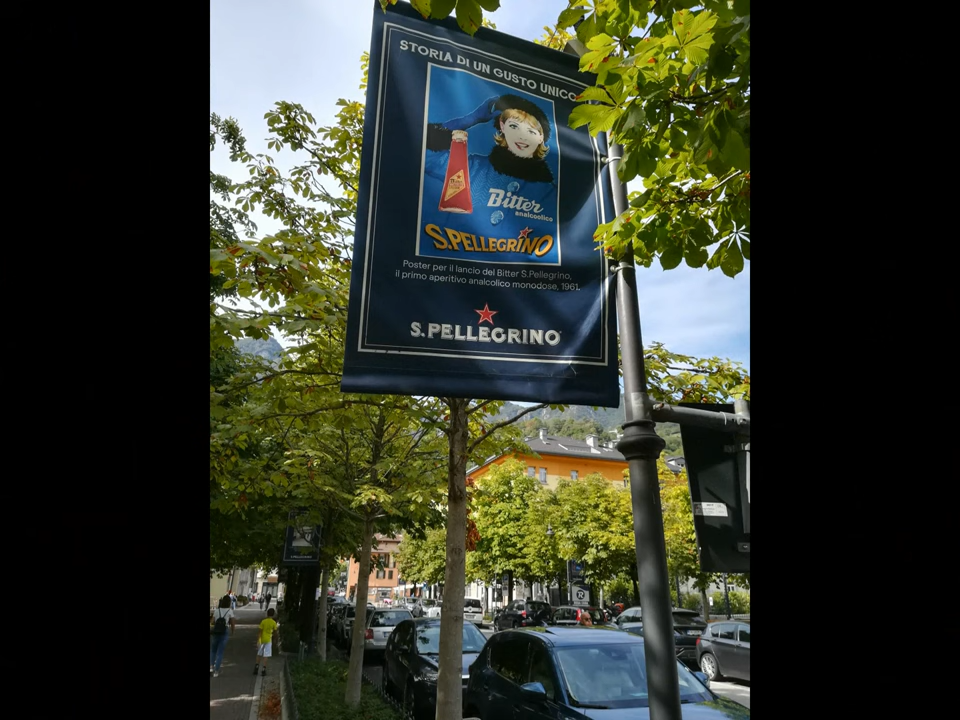 STORIA DI UN GUSTO UNICO
Bitter
analcoolico
S.PELLEGRINO
Poster per il lancio del Bitter S.Pellegrino,
il primo aperitivo analcolico monodose, 1961.
S.PELLEGRINO